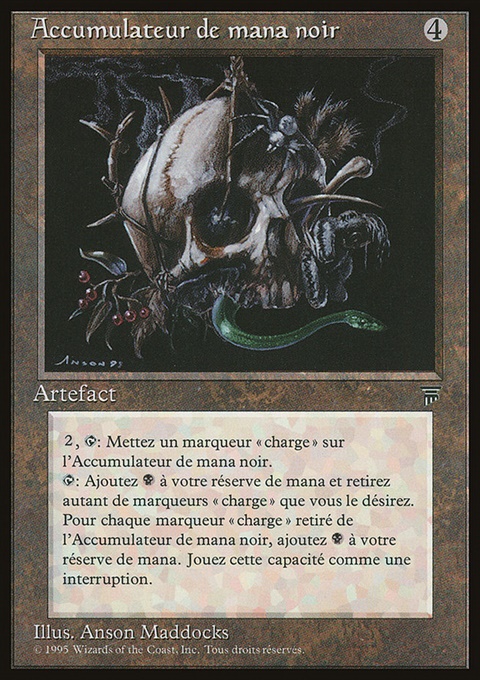 Accumulateur de mana noir 4
ANSON 93
Artefact
2, : Mettez un marqueur «charge» sur
l'Accumulateur de mana noir.
: Ajoutez à votre réserve de mana et retirez
autant de marqueurs «charge» que vous le désirez.
Pour chaque marqueur «charge» retiré de
l'Accumulateur de mana noir, ajoutez à votre
réserve de mana. Jouez cette capacité comme une
interruption.
Illus. Anson Maddocks
© 1995 Wizards of the Coast, Inc. Tous droits réservés.